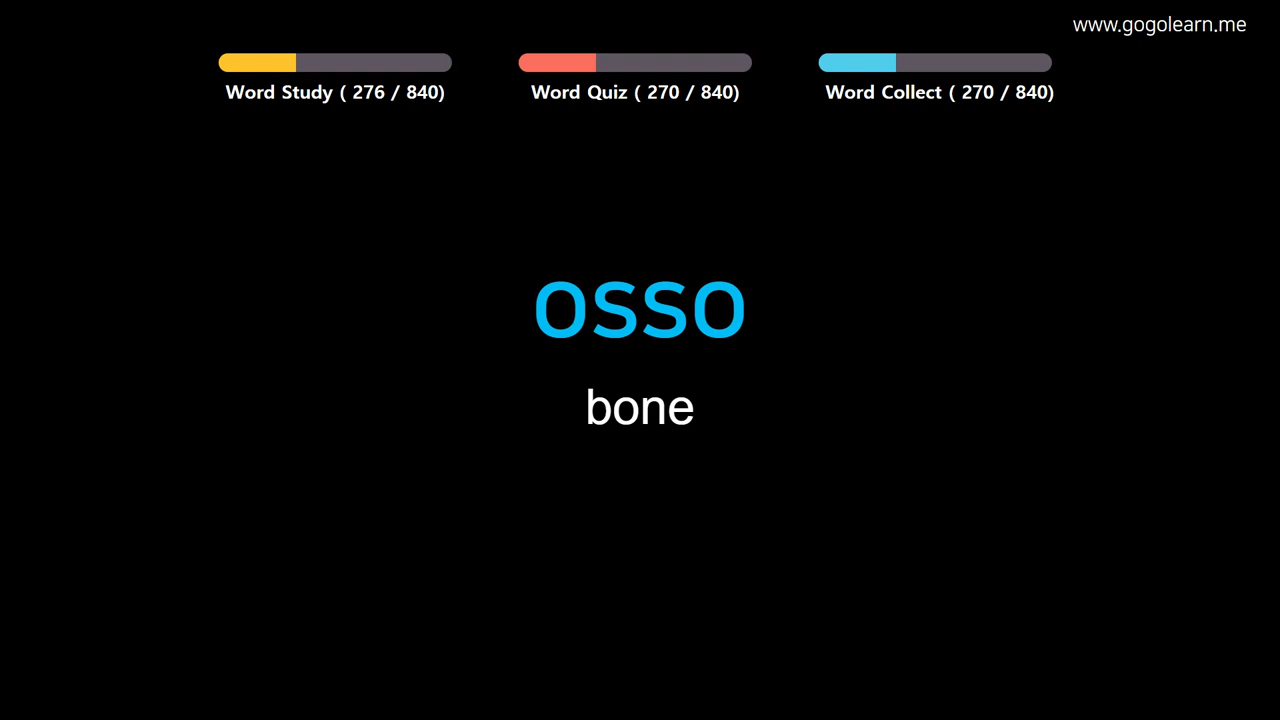 www.gogolearn.me
Word Study ( 276 / 840)
Word Quiz ( 270 / 840)
Word Collect ( 270 / 840)
osso
bone